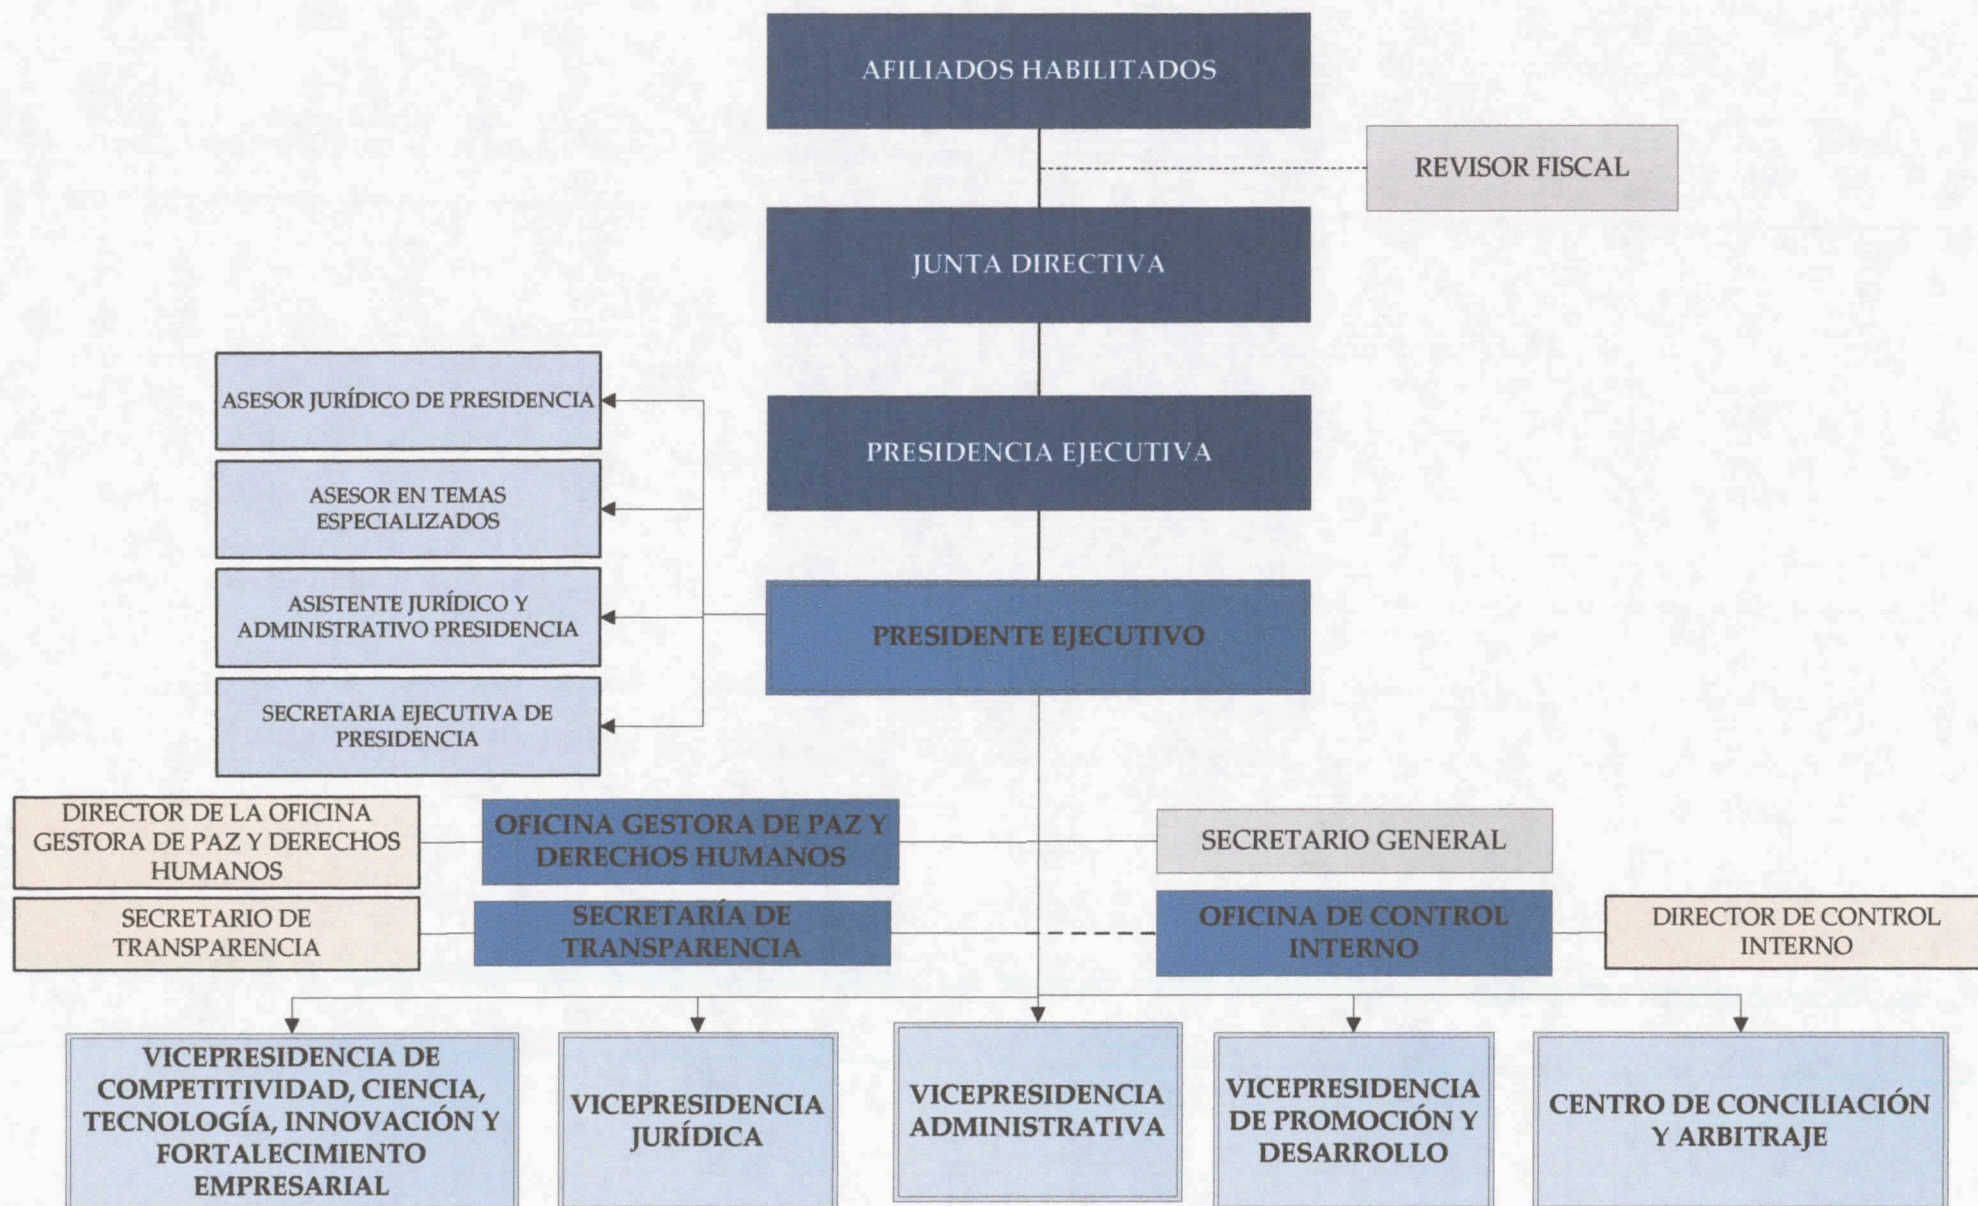 AFILIADOS HABILITADOS
REVISOR FISCAL
JUNTA DIRECTIVA
ASESOR JURÍDICO DE PRESIDENCIA
PRESIDENCIA EJECUTIVA
ASESOR EN TEMAS
ESPECIALIZADOS
ASISTENTE JURÍDICO Y
ADMINISTRATIVO PRESIDENCIA
PRESIDENTE EJECUTIVO
SECRETARIA EJECUTIVA DE
PRESIDENCIA
DIRECTOR DE LA OFICINA
GESTORA DE PAZ Y DERECHOS
HUMANOS
OFICINA GESTORA DE PAZ Y
DERECHOS HUMANOS
SECRETARIO GENERAL
SECRETARIO DE
TRANSPARENCIA
SECRETARÍA DE
TRANSPARENCIA
OFICINA DE CONTROL
INTERNO
DIRECTOR DE CONTROL
INTERNO
VICEPRESIDENCIA DE
COMPETITIVIDAD, CIENCIA,
TECNOLOGÍA, INNOVACIÓN Y
FORTALECIMIENTO
EMPRESARIAL
VICEPRESIDENCIA
JURÍDICA
VICEPRESIDENCIA
ADMINISTRATIVA
VICEPRESIDENCIA
DE PROMOCIÓN Y
DESARROLLO
CENTRO DE CONCILIACIÓN
Y ARBITRAJE